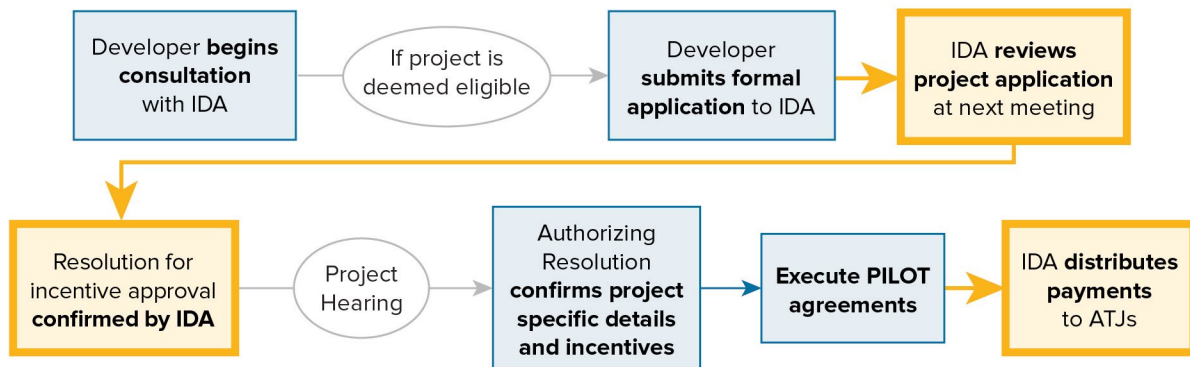 Developer begins
consultation
with IDA
If project is
deemed eligible
Developer
submits formal
application to IDA
IDA reviews
project application
at next meeting
Resolution for
incentive approval
confirmed by IDA
Project
Hearing
Authorizing
Resolution
confirms project
specific details
and incentives
Execute PILOT
agreements
IDA distributes
payments
to ATJs